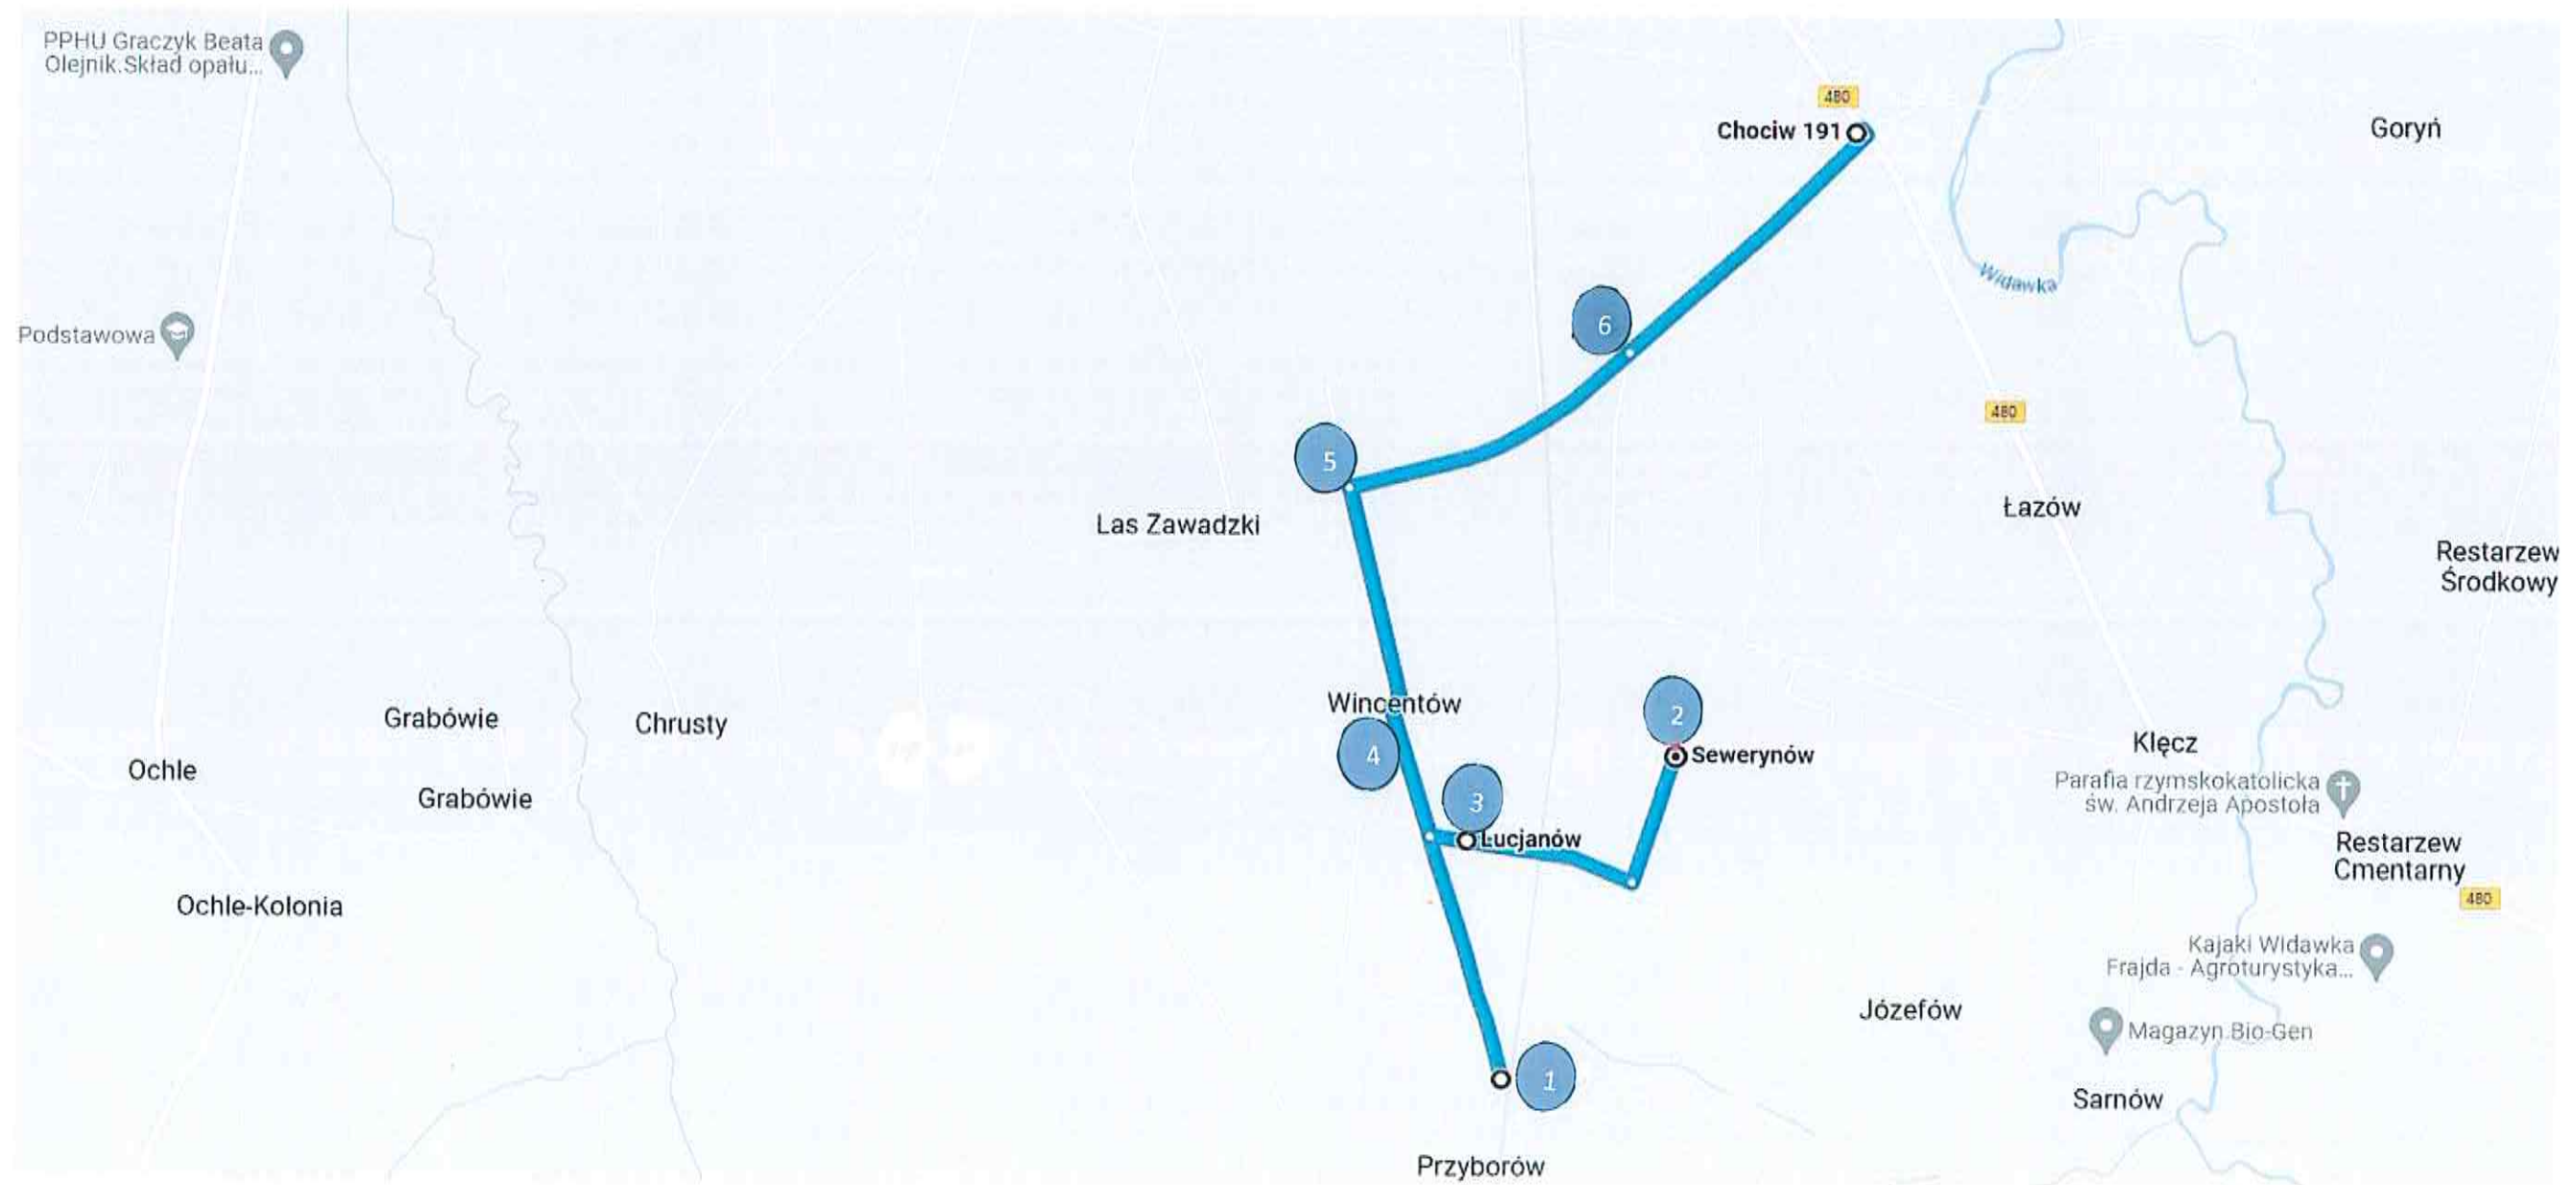 PPHU Graczyk Beata
Olejnik.Skład opału...
480
Chociw 191
Goryń
Widawka
6
Podstawowa
480
5
Las Zawadzki
Łazów
Restarzew
Środkowy
Wincentów
2
Grabówie
Chrusty
4
Sewerynów
Klęcz
Ochle
Parafia rzymskokatolicka
św. Andrzeja Apostoła
Grabówie
3
Lucjanów
Restarzew
Cmentarny
480
Ochle-Kolonia
Kajaki Widawka
Frajda - Agroturystyka...
Józefów
Magazyn Bio-Gen
1
Sarnów
Przyborów